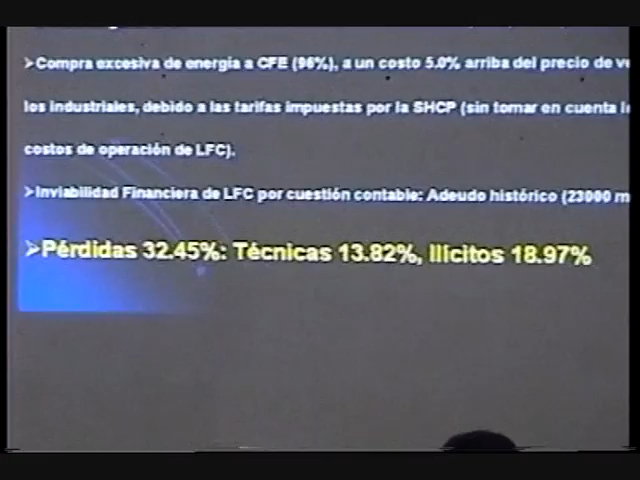 ➢Compra excesiva de energía a CFE (96%), a un costo 5.0% arriba del precio de
los industriales, debido a las tarifas impuestas por la SHCP (sin tomar en cuenta
costos de operación de LFC).
➢Inviabilidad Financiera de LFC por cuestión contable: Adeudo histórico (23000
➢Pérdidas 32.45%: Técnicas 13.82%, Ilícitos 18.97%